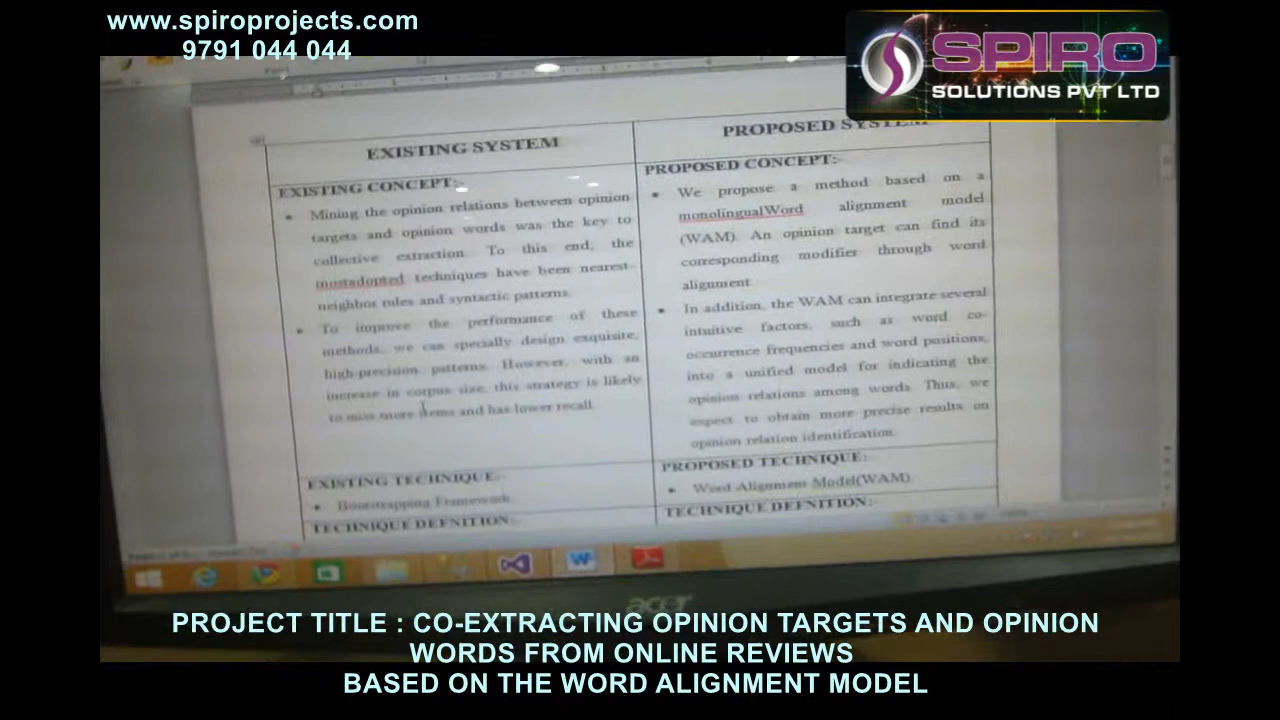 www.spiroprojects.com
9791 044 044
SPIRO
SOLUTIONS PVT LTD
EXISTING SYSTEM
EXISTING CONCEPT:-
• Mining the opinion relations between opinion
targets and opinion words was the key to
collective extraction. To this end, the
mostadopted techniques have been nearest-
neighbor rules and syntactic patterns.
• To improve the performance of these
methods, we can specially design exquisite,
high-precision patterns. However, with an
increase in corpus size, this strategy is likely
to miss more items and has lower recall.
EXISTING TECHNIQUE:-
• Bootstrapping Framework
TECHNIQUE DEFNITION:-
PROPOSED SYSTEM
PROPOSED CONCEPT:-
• We propose a method based on a
monolingualWord alignment model
(WAM). An opinion target can find its
corresponding modifier through word
alignment.
• In addition, the WAM can integrate several
intuitive factors, such as word co-
occurrence frequencies and word positions,
into a unified model for indicating the
opinion relations among words. Thus, we
expect to obtain more precise results on
opinion relation identification.
PROPOSED TECHNIQUE:-
• Word Alignment Model(WAM)
TECHNIQUE DEFNITION:-
acer
PROJECT TITLE : CO-EXTRACTING OPINION TARGETS AND OPINION
WORDS FROM ONLINE REVIEWS
BASED ON THE WORD ALIGNMENT MODEL